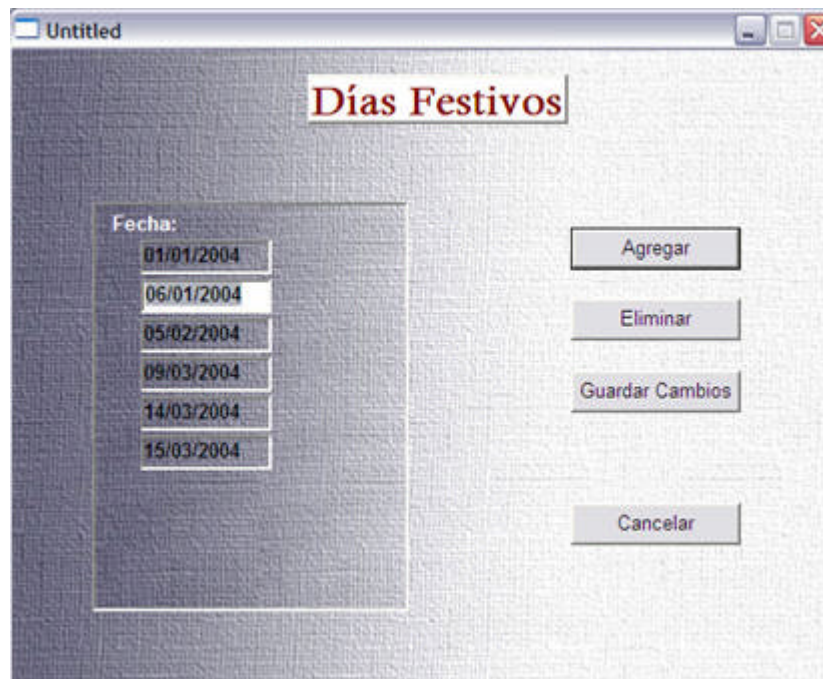 Untitled
Días Festivos
Fecha:
01/01/2004
06/01/2004
05/02/2004
09/03/2004
14/03/2004
15/03/2004
Agregar
Eliminar
Guardar Cambios
Cancelar